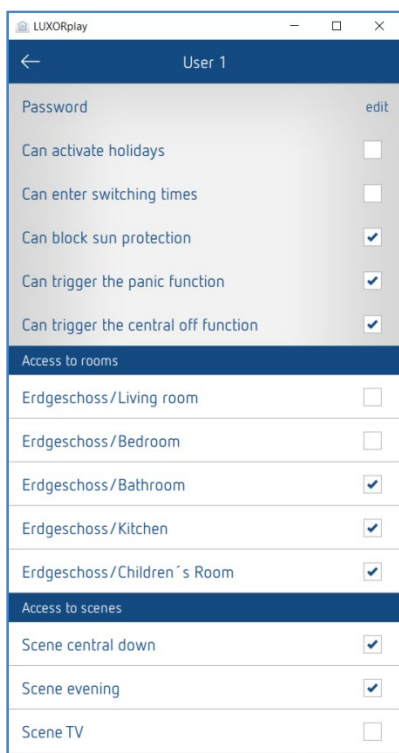 LUXORplay
User 1
Password edit
Can activate holidays
Can enter switching times
Can block sun protection
Can trigger the panic function
Can trigger the central off function
Access to rooms
Erdgeschoss/Living room
Erdgeschoss/Bedroom
Erdgeschoss/Bathroom
Erdgeschoss/Kitchen
Erdgeschoss/Children´s Room
Access to scenes
Scene central down
Scene evening
Scene TV